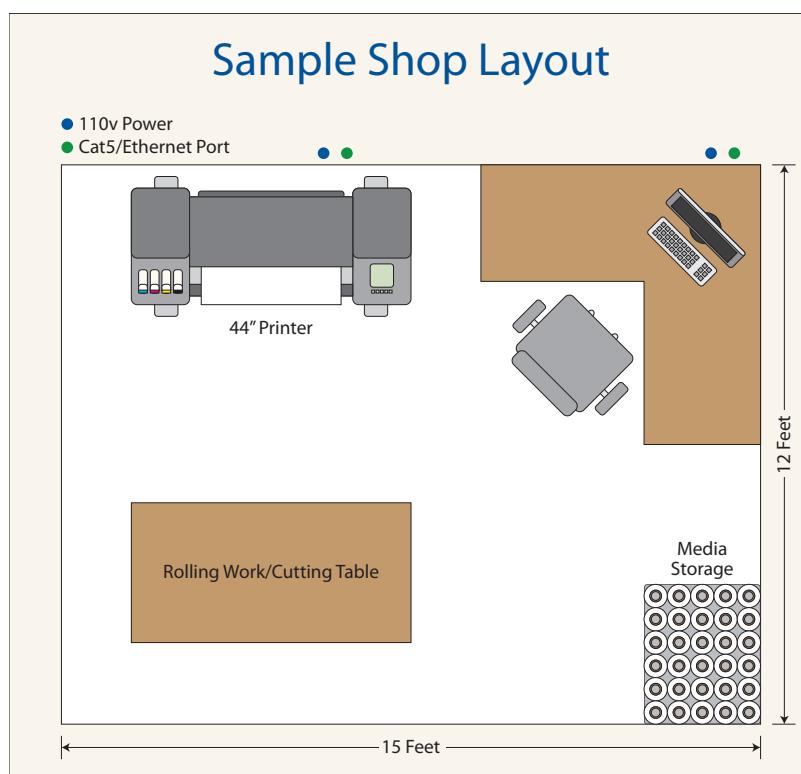 Sample Shop Layout
110v Power
Cat5/Ethernet Port
44” Printer
12 Feet
Rolling Work/Cutting Table
Media
Storage
15 Feet